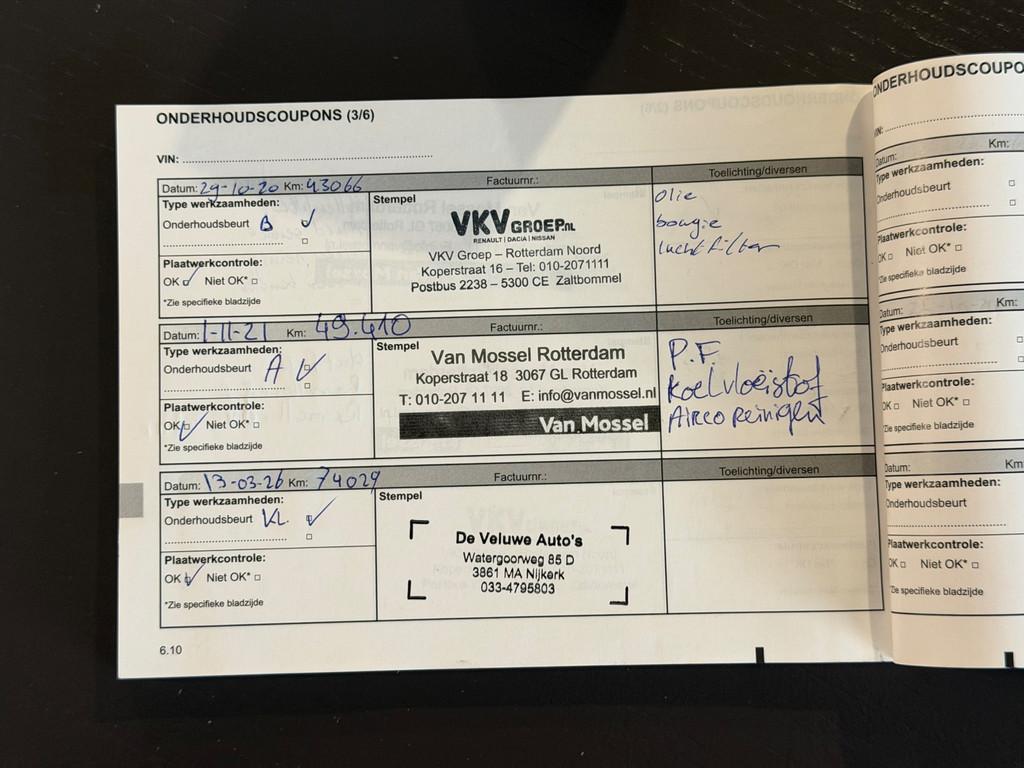 ONDERHOUDSCOUPONS (3/6)
VIN:
Datum: 29-10-20 Km: 43066 Factuurnr.: Toelichting/diversen
Type werkzaamheden:
Onderhoudsbeurt B ✓
Plaatwerkcontrole:
OK ✓ Niet OK*
*Zie specifieke bladzijde
Stempel
VKV GROEP.NL
RENAULT | DACIA | NISSAN
VKV Groep – Rotterdam Noord
Koperstraat 16 – Tel: 010-2071111
Postbus 2238 – 5300 CE Zaltbommel
olie
bougie
luchtfilter
Datum: 1-11-21 Km: 49.410 Factuurnr.: Toelichting/diversen
Type werkzaamheden:
Onderhoudsbeurt A ✓
Plaatwerkcontrole:
OK ✓ Niet OK*
*Zie specifieke bladzijde
Stempel
Van Mossel Rotterdam
Koperstraat 18 3067 GL Rotterdam
T: 010-207 11 11 E: info@vanmossel.nl
Van Mossel
P.F.
Koelvloeistof
Airco reinigen
Datum: 13-03-26 Km: 74029 Factuurnr.: Toelichting/diversen
Type werkzaamheden:
Onderhoudsbeurt KL. ✓
Plaatwerkcontrole:
OK ✓ Niet OK*
*Zie specifieke bladzijde
Stempel
De Veluwe Auto's
Watergoorweg 85 D
3861 MA Nijkerk
033-4795803
6.10
ONDERHOUDSCOUPO
VIN:
Datum: Km:
Type werkzaamheden:
Onderhoudsbeurt
Plaatwerkcontrole:
OK Niet OK*
*Zie specifieke bladzijde
Datum: Km:
Type werkzaamheden:
Onderhoudsbeurt
Plaatwerkcontrole:
OK Niet OK*
*Zie specifieke bladzijde
Datum: Km
Type werkzaamheden:
Onderhoudsbeurt
Plaatwerkcontrole:
OK Niet OK*
*Zie specifieke bladzijde